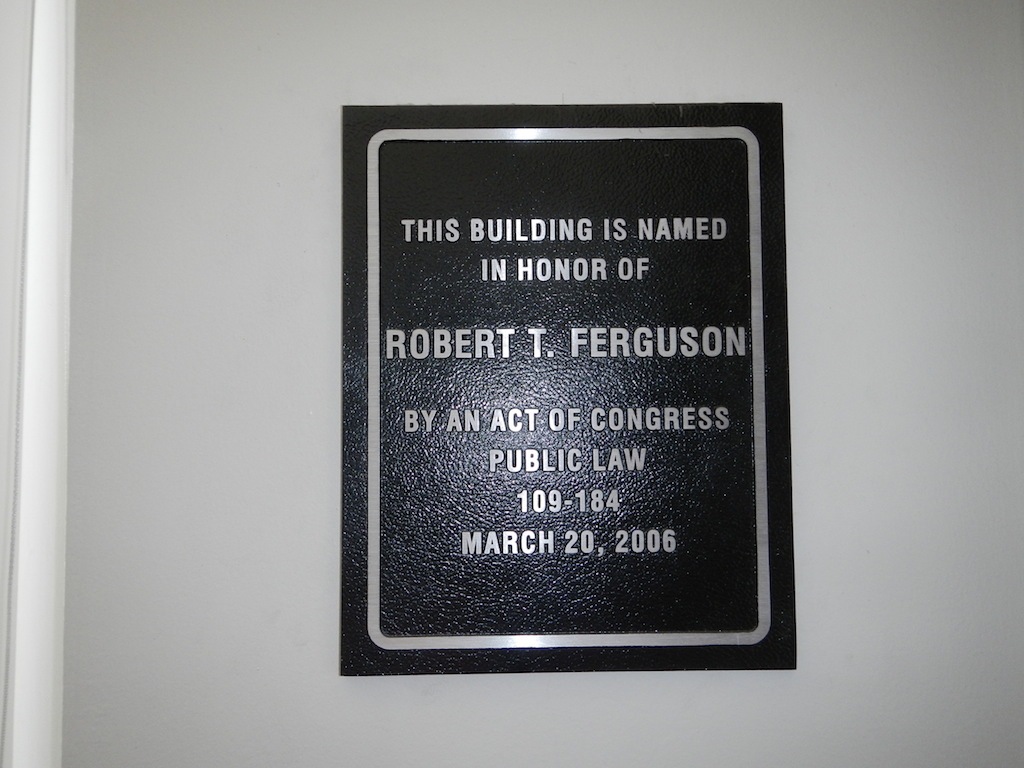 THIS BUILDING IS NAMED
IN HONOR OF
ROBERT T. FERGUSON
BY AN ACT OF CONGRESS
PUBLIC LAW
109-184
MARCH 20, 2006